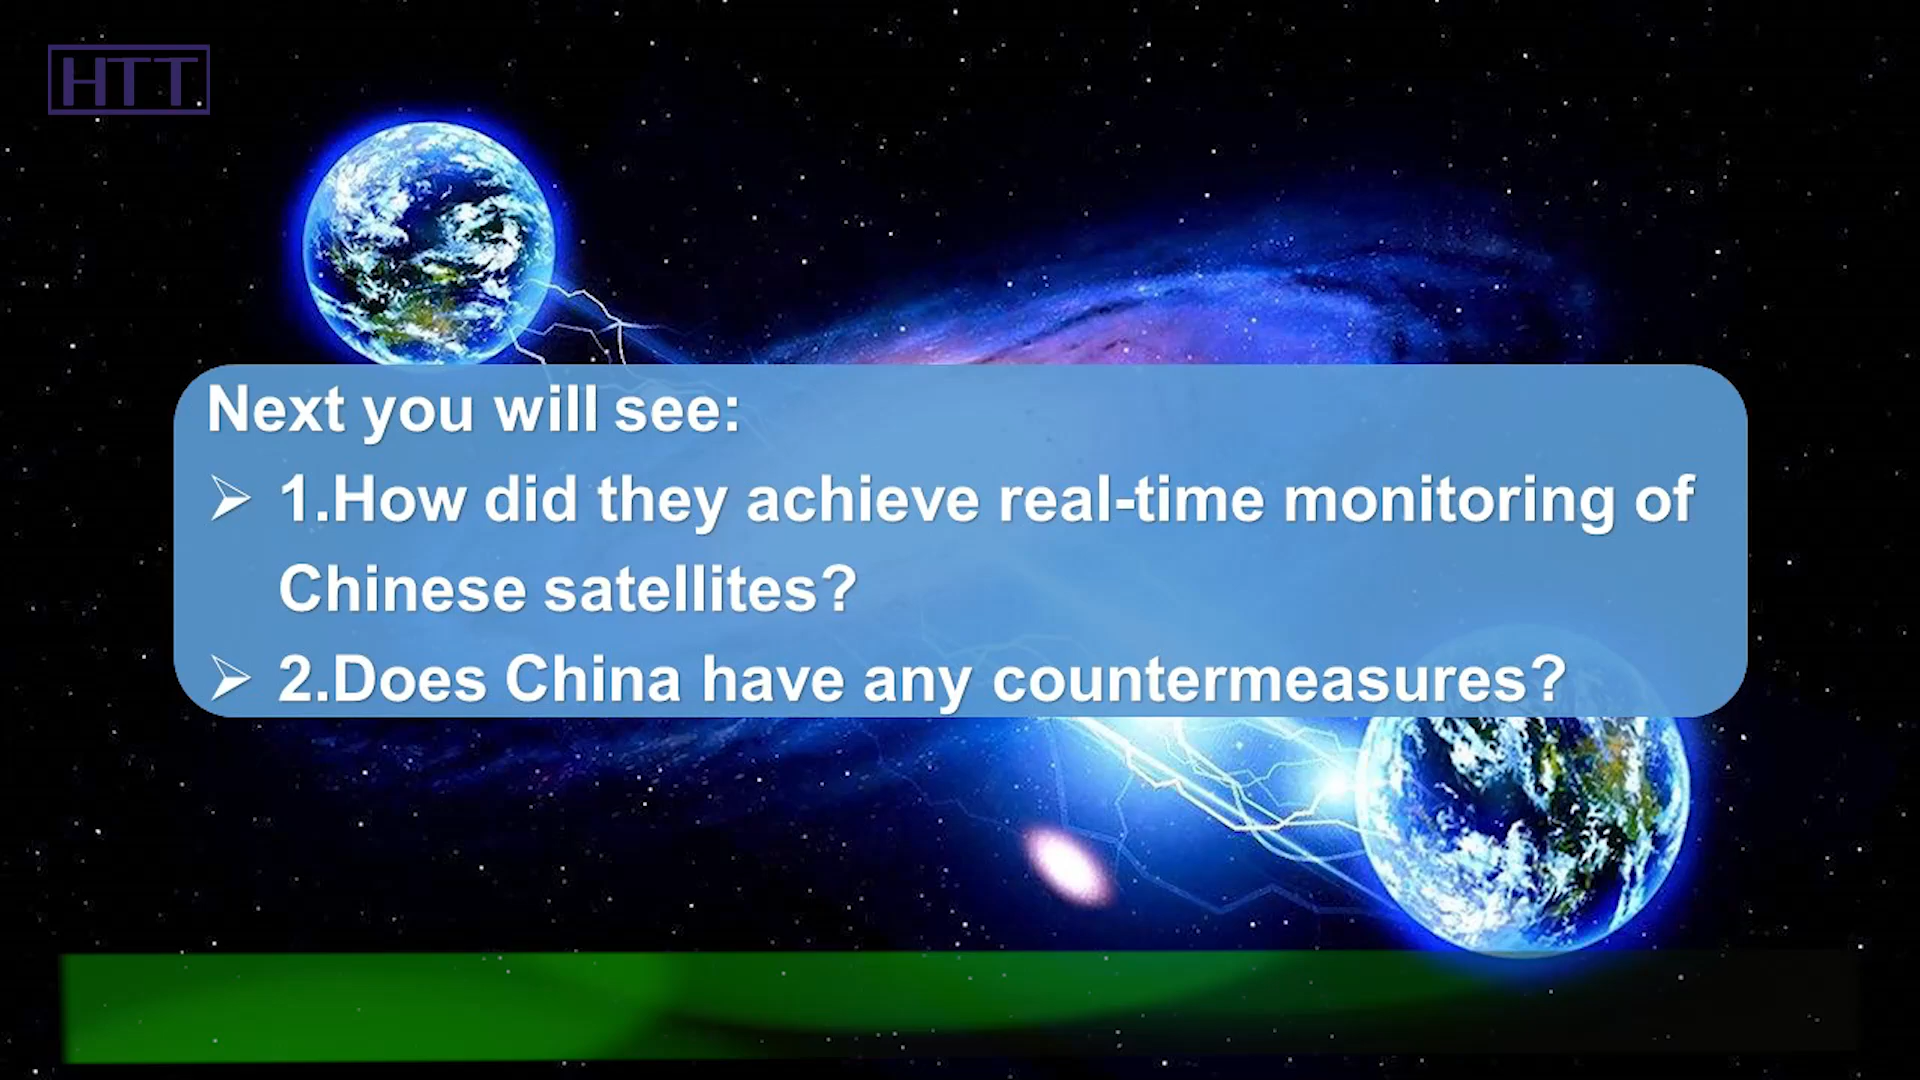 HTT
Next you will see:
➢ 1.How did they achieve real-time monitoring of
Chinese satellites?
➢ 2.Does China have any countermeasures?